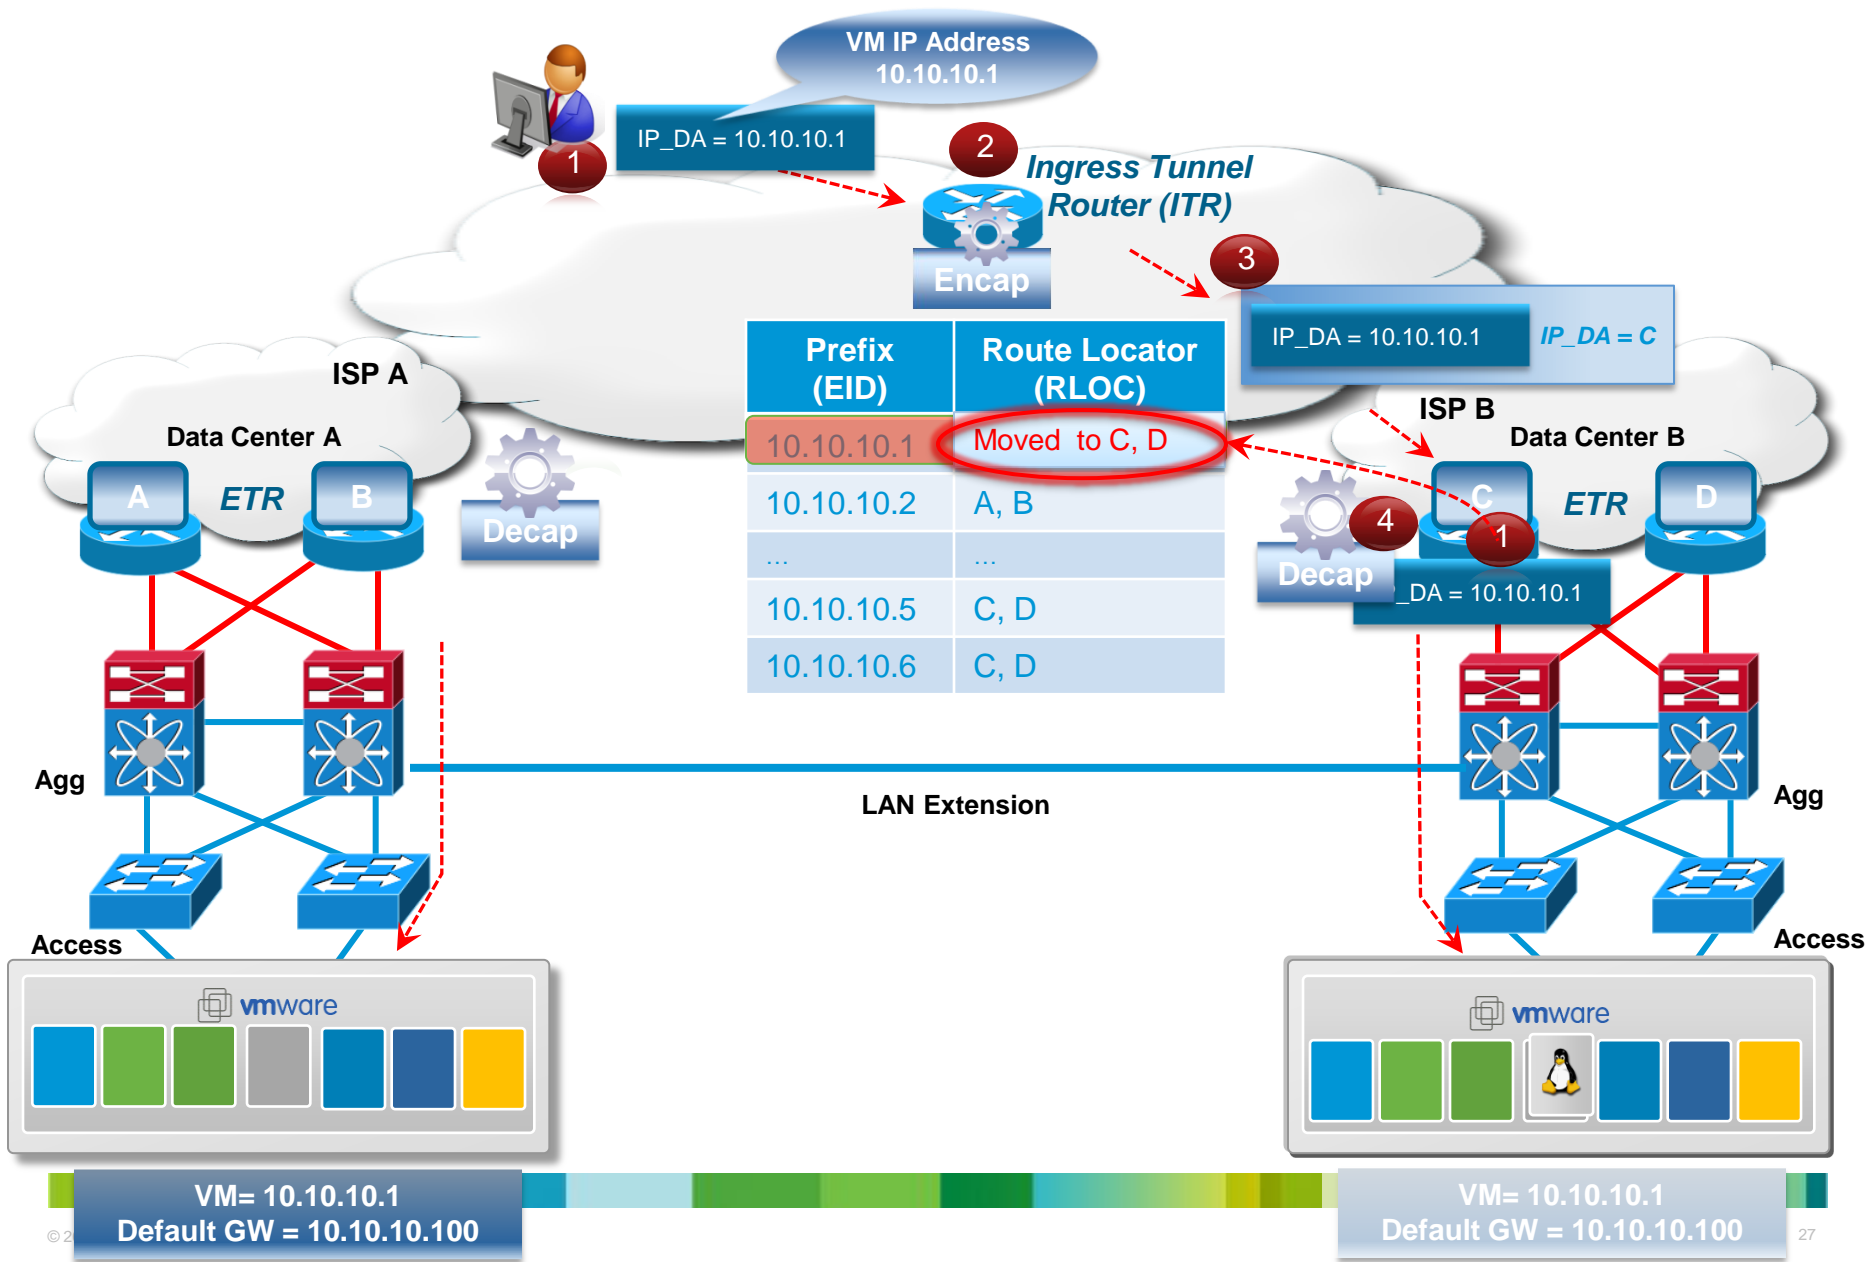 VM IP Address
10.10.10.1
IP_DA = 10.10.10.1
1
2
Ingress Tunnel
Router (ITR)
Encap
3
IP_DA = 10.10.10.1
IP_DA = C
Prefix
(EID)
Route Locator
(RLOC)
10.10.10.1
Moved to C, D
10.10.10.2
A, B
...
...
10.10.10.5
C, D
10.10.10.6
C, D
ISP A
Data Center A
A
ETR
B
Decap
ISP B
Data Center B
C
ETR
D
4
1
Decap
_DA = 10.10.10.1
Agg
LAN Extension
Agg
Access
Access
vmware
vmware
VM= 10.10.10.1
Default GW = 10.10.10.100
VM= 10.10.10.1
Default GW = 10.10.10.100
©
27